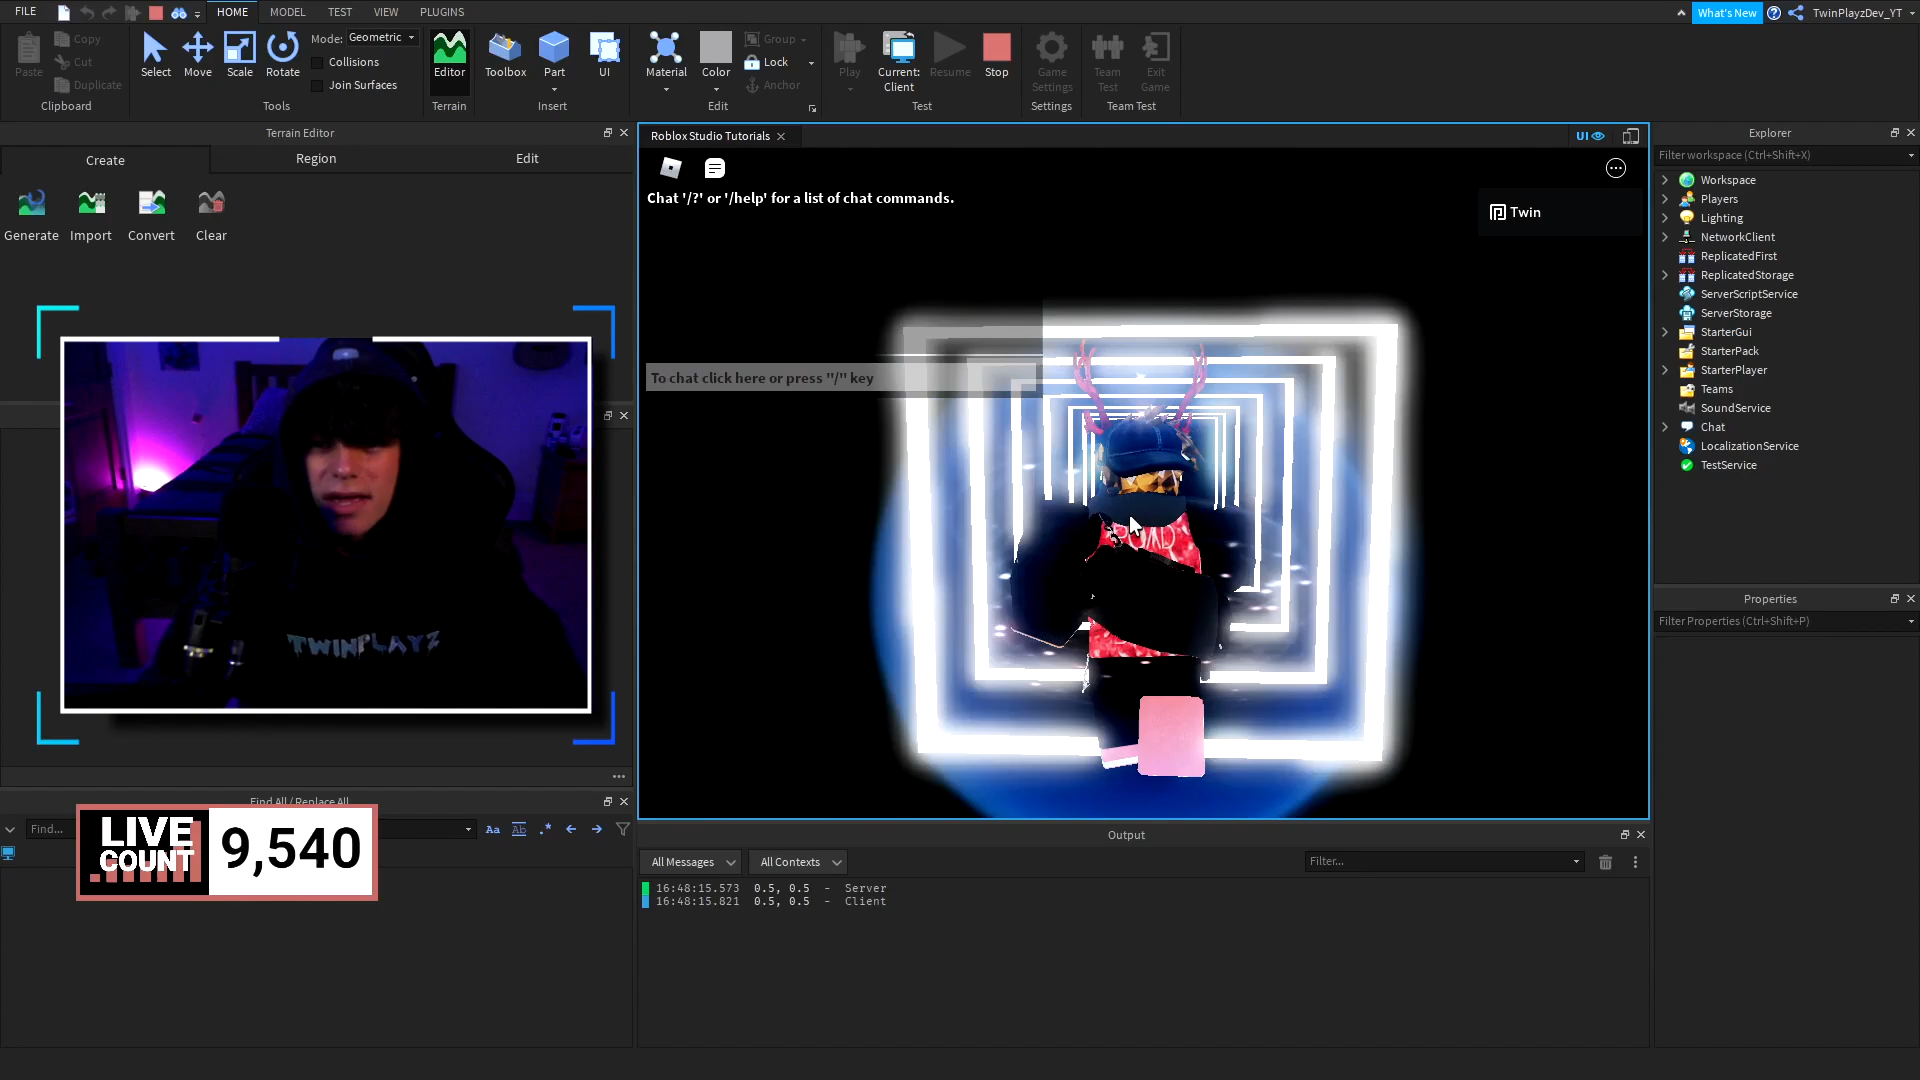 FILE HOME MODEL TEST VIEW PLUGINS What's New TwinPlayzDev_YT
Paste Copy Cut Duplicate Clipboard
Select Move Scale Rotate Mode: Geometric Collisions Join Surfaces Tools
Editor Terrain
Toolbox Part UI Insert
Material Color Group Lock Anchor Edit
Play Current: Client Resume Stop Test
Game Settings Settings
Team Test Exit Game Team Test
Terrain Editor
Create Region Edit
Generate Import Convert Clear
TWINPLAYZ
Find All / Replace All
Find... Aa Ab .*
LIVE COUNT 9,540
Roblox Studio Tutorials UI
Chat '/?' or '/help' for a list of chat commands.
Twin
To chat click here or press "/" key
Output
All Messages All Contexts Filter...
16:48:15.573 0.5, 0.5 - Server
16:48:15.821 0.5, 0.5 - Client
Explorer
Filter workspace (Ctrl+Shift+X)
Workspace
Players
Lighting
NetworkClient
ReplicatedFirst
ReplicatedStorage
ServerScriptService
ServerStorage
StarterGui
StarterPack
StarterPlayer
Teams
SoundService
Chat
LocalizationService
TestService
Properties
Filter Properties (Ctrl+Shift+P)